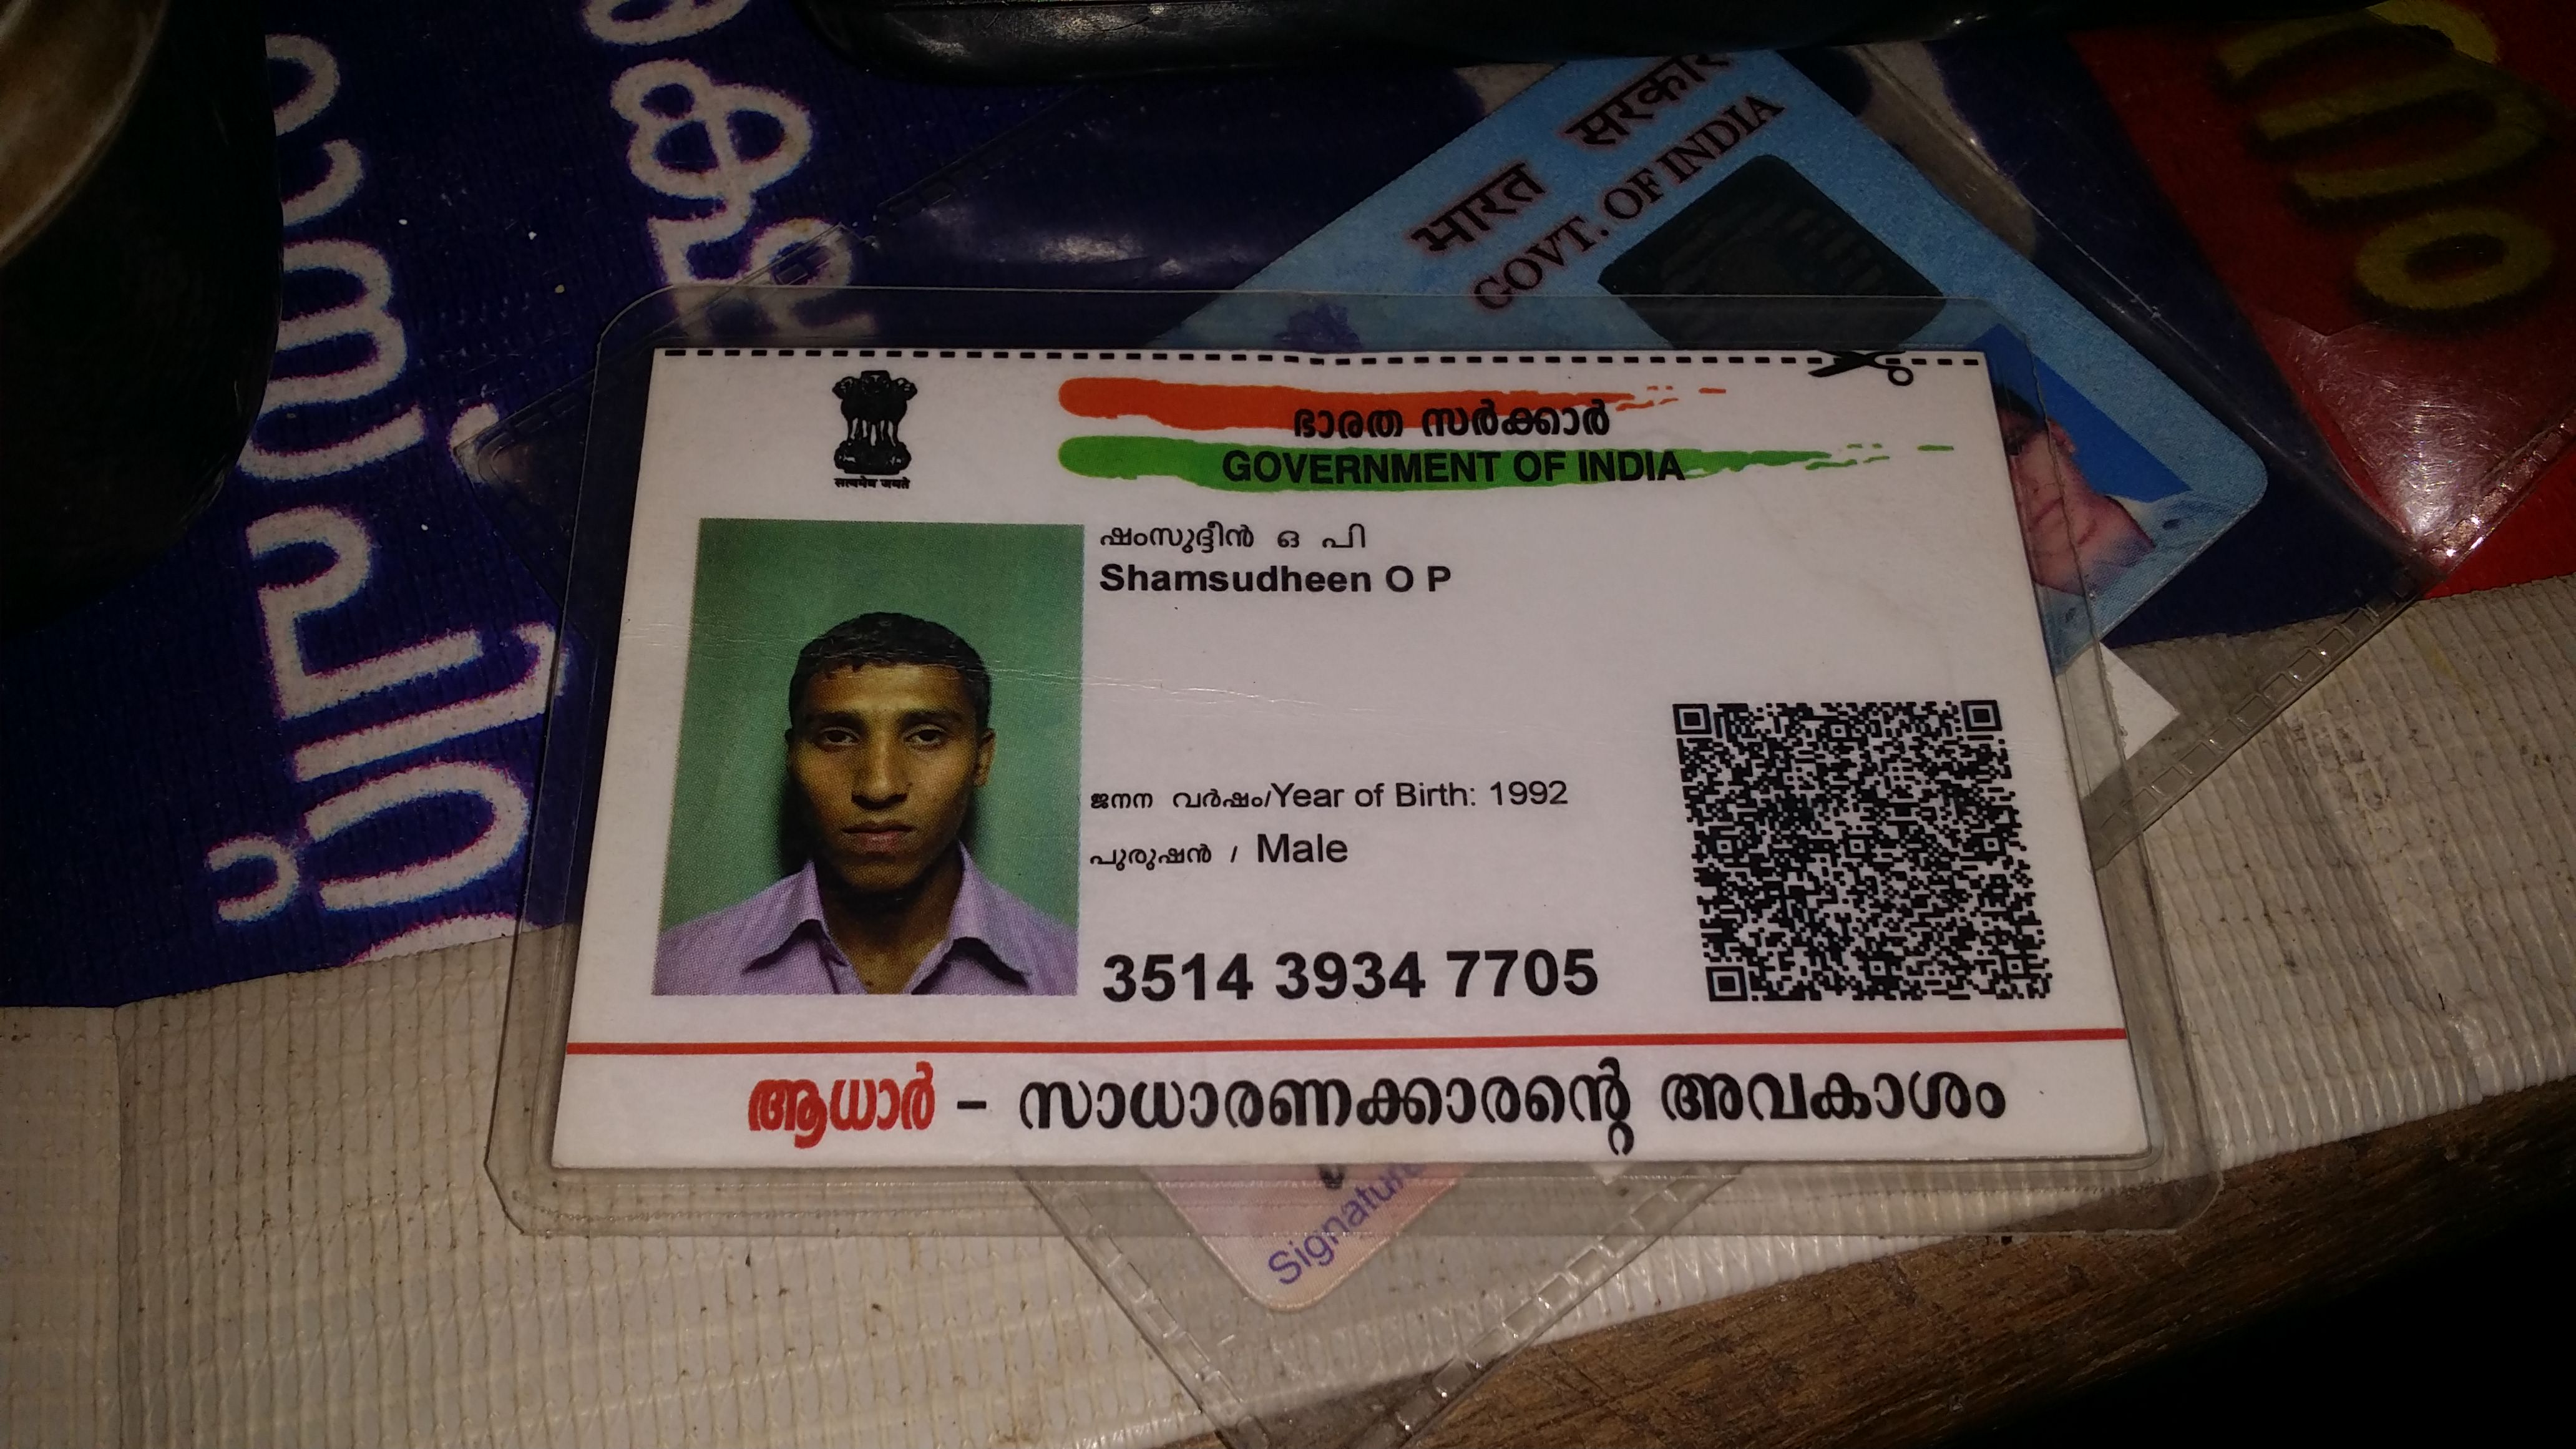 भारत सरकार
GOVT. OF INDIA
सत्यमेव जयते
ഭാരത സർക്കാർ
GOVERNMENT OF INDIA
ഷംസുദ്ദീൻ ഒ പി
Shamsudheen O P
ജനന വർഷം/Year of Birth: 1992
പുരുഷൻ / Male
3514 3934 7705
ആധാർ – സാധാരണക്കാരന്റെ അവകാശം
Signature